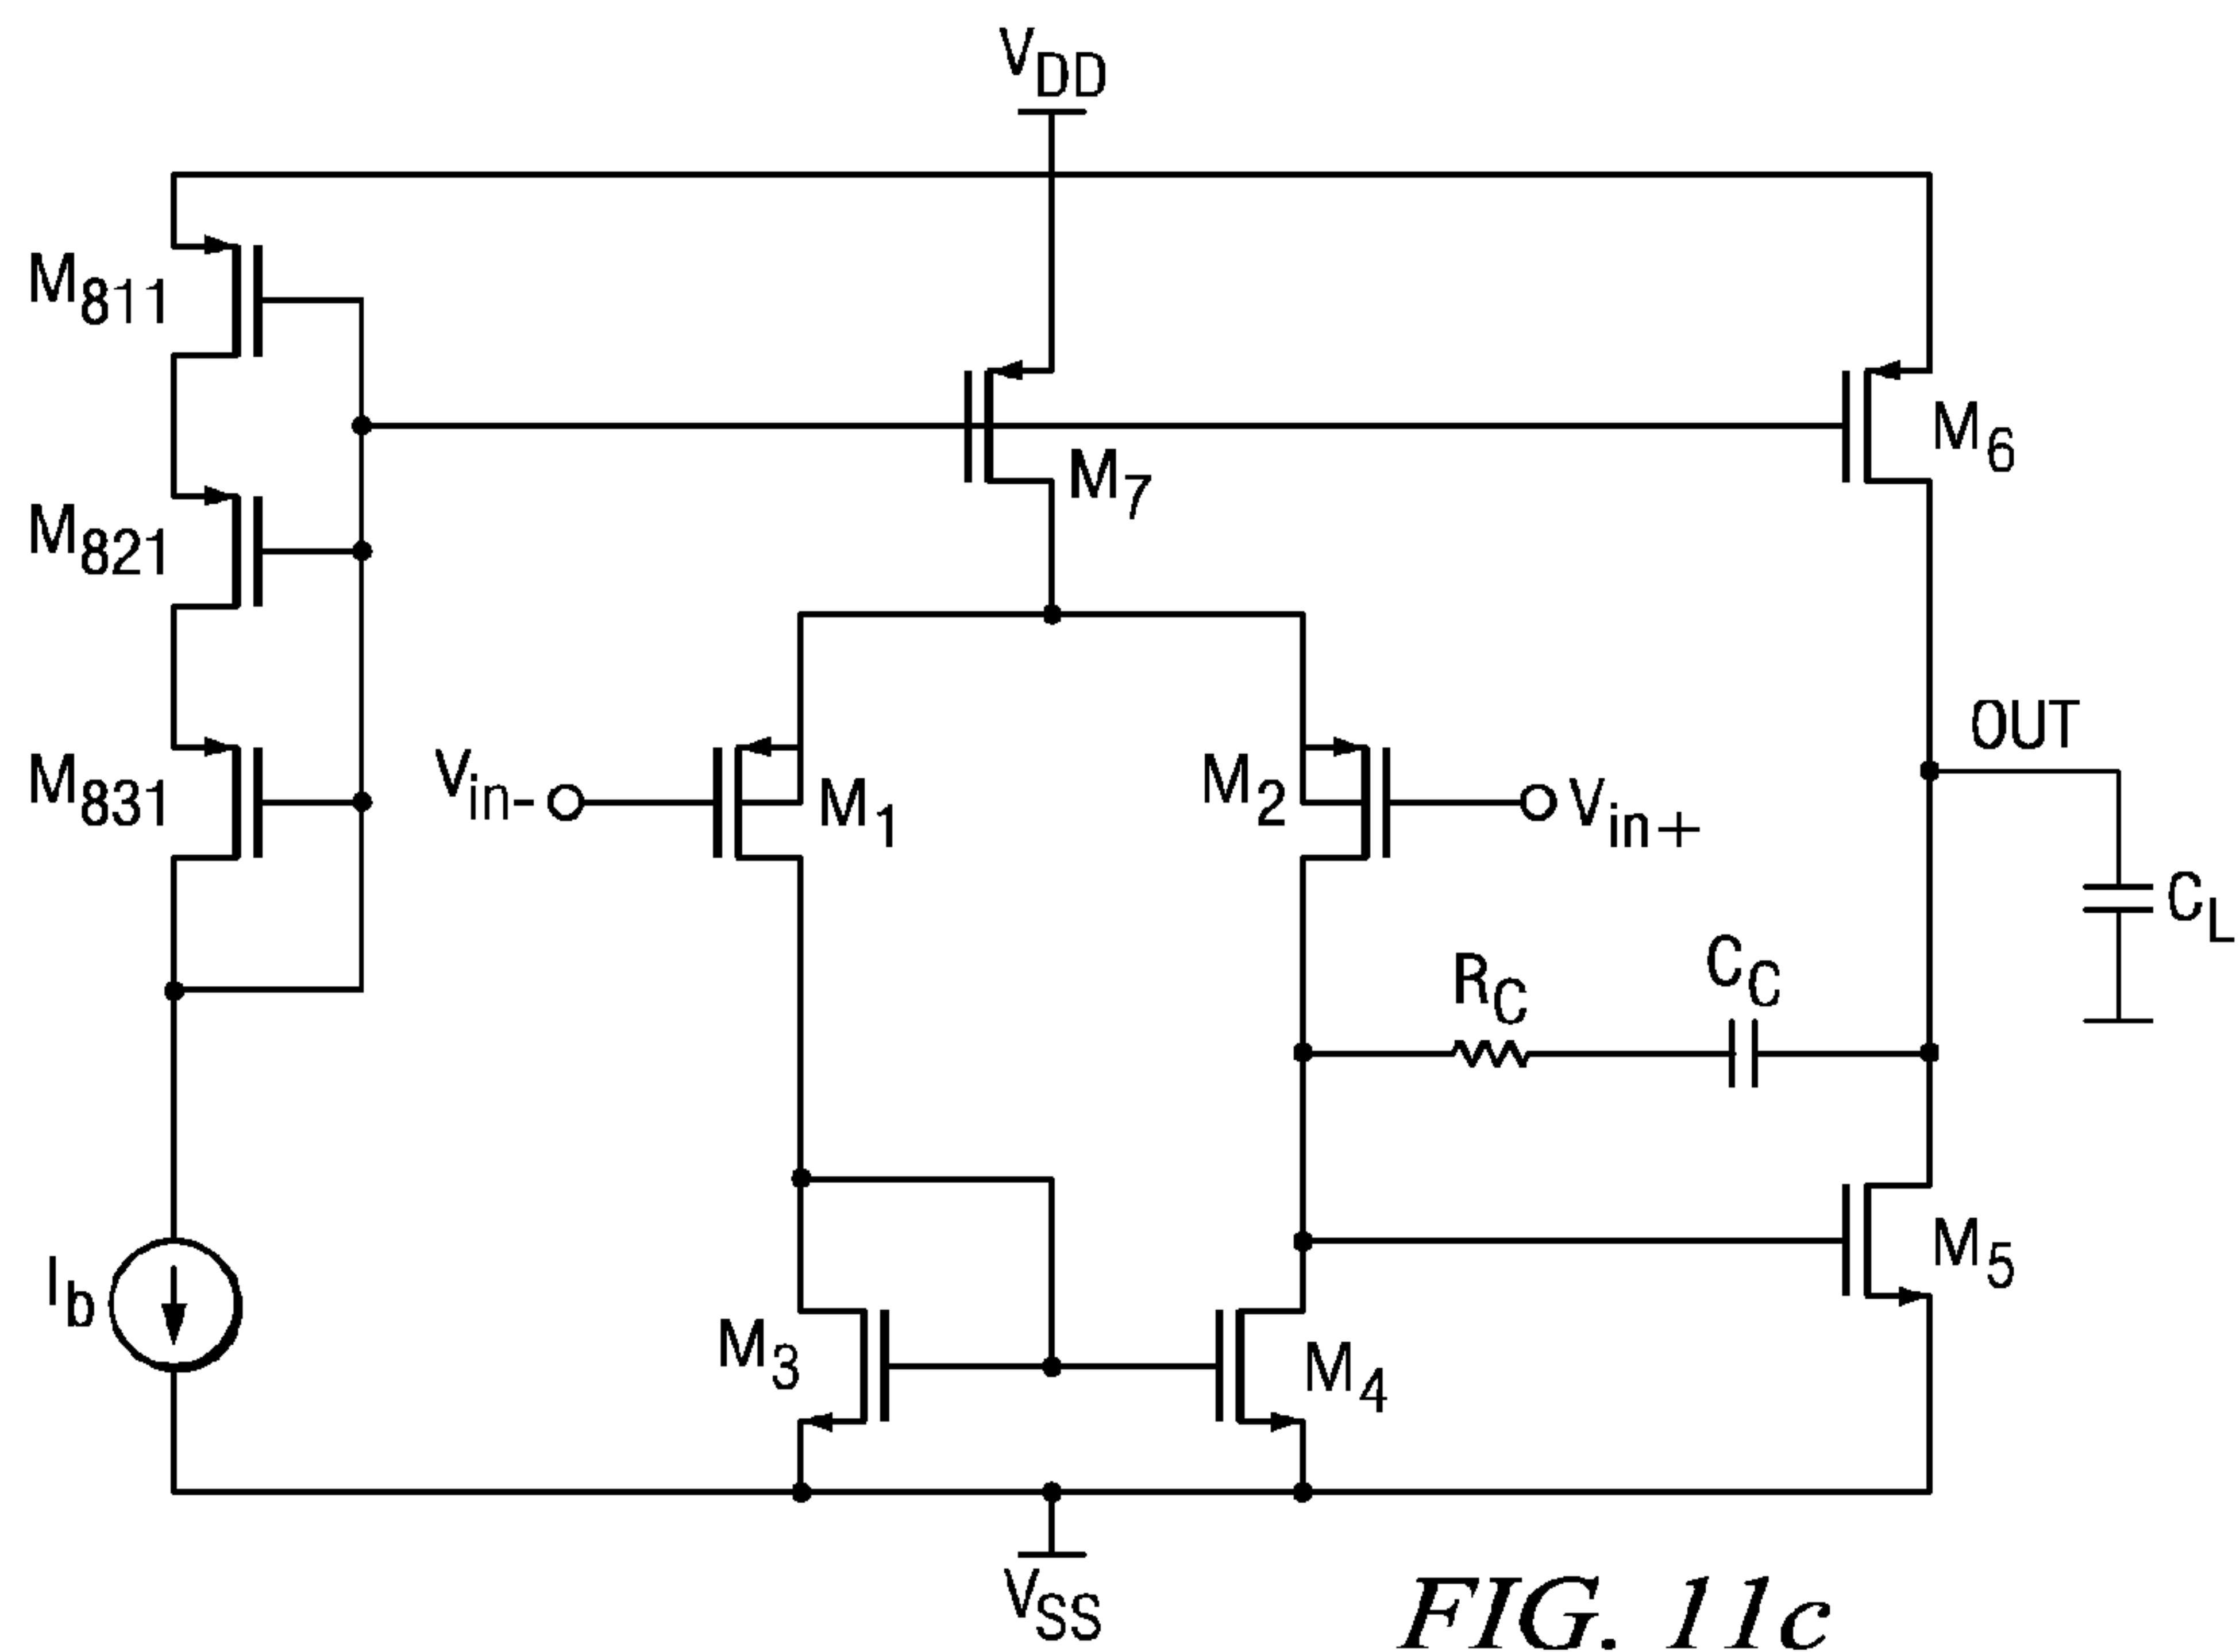 VDD
M811
M7
M6
M821
M831
Vin-
M1
M2
Vin+
OUT
CL
RC
CC
Ib
M3
M4
M5
VSS
FIG. 11c